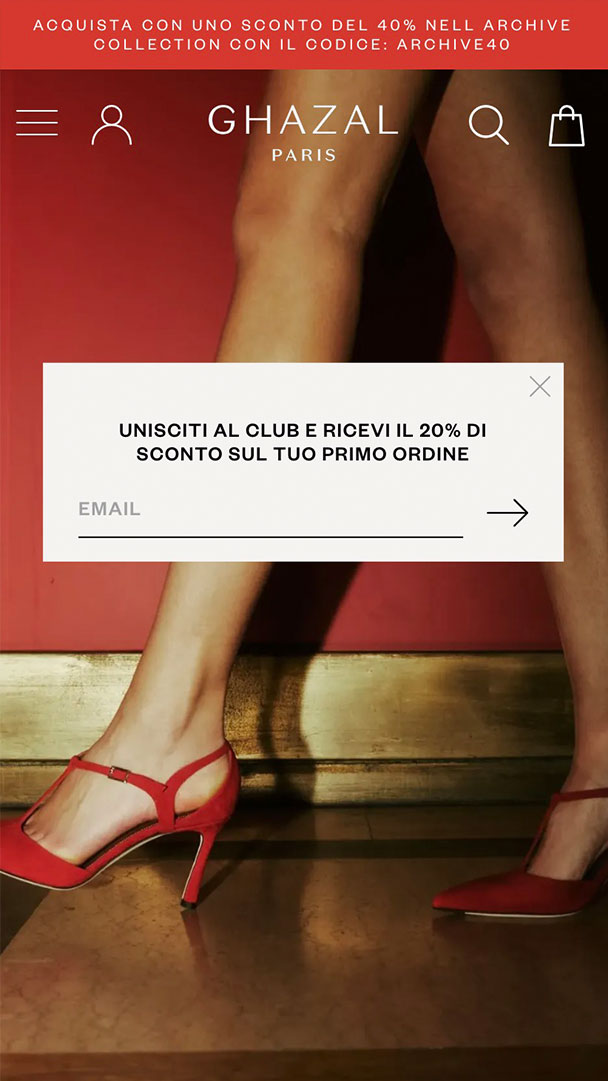 ACQUISTA CON UNO SCONTO DEL 40% NELL ARCHIVE
COLLECTION CON IL CODICE: ARCHIVE40
GHAZAL
PARIS
UNISCITI AL CLUB E RICEVI IL 20% DI
SCONTO SUL TUO PRIMO ORDINE
EMAIL